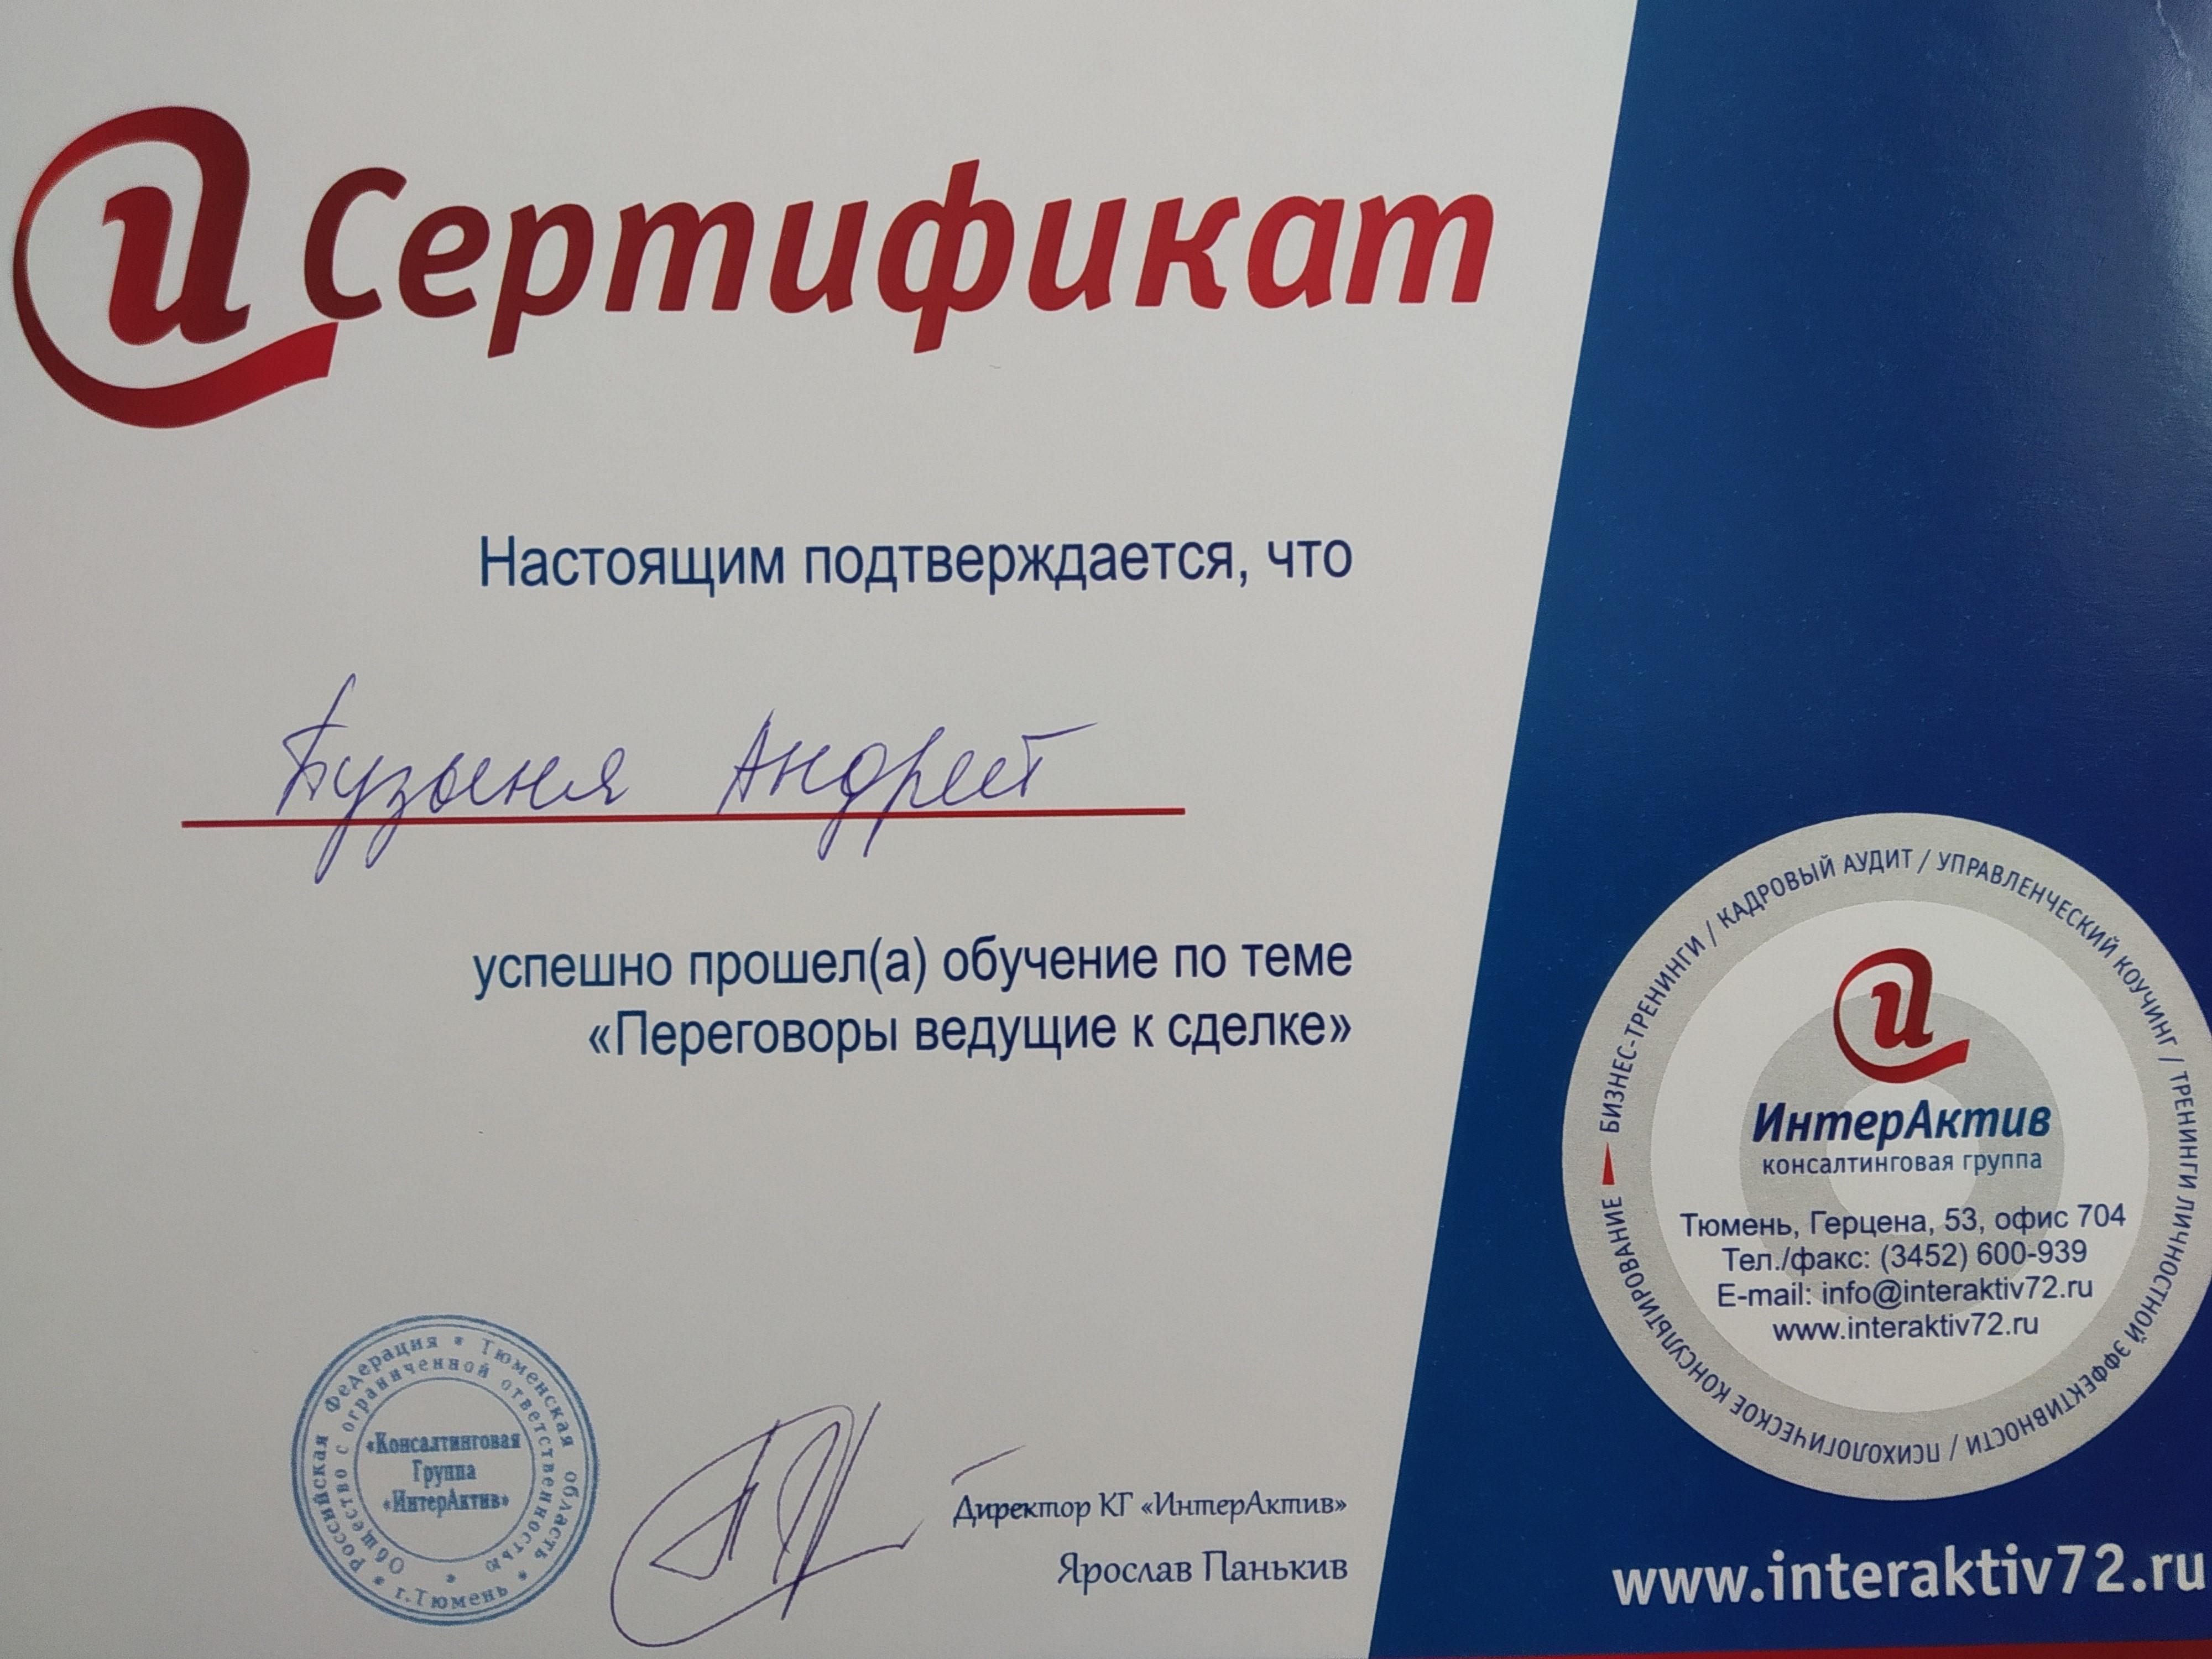 и Сертификат
Настоящим подтверждается, что
Бузыня Андрей
успешно прошел(а) обучение по теме
«Переговоры ведущие к сделке»
Российская Федерация * Тюменская область * г.Тюмень *
Общество с ограниченной ответственностью *
«Консалтинговая
Группа
«ИнтерАктив»
Директор КГ «ИнтерАктив»
Ярослав Панькив
БИЗНЕС-ТРЕНИНГИ / КАДРОВЫЙ АУДИТ / УПРАВЛЕНЧЕСКИЙ КОУЧИНГ / ТРЕНИНГИ ЛИЧНОСТНОЙ ЭФФЕКТИВНОСТИ / ПСИХОЛОГИЧЕСКОЕ КОНСУЛЬТИРОВАНИЕ
и
ИнтерАктив
консалтинговая группа
Тюмень, Герцена, 53, офис 704
Тел./факс: (3452) 600-939
E-mail: info@interaktiv72.ru
www.interaktiv72.ru
www.interaktiv72.ru